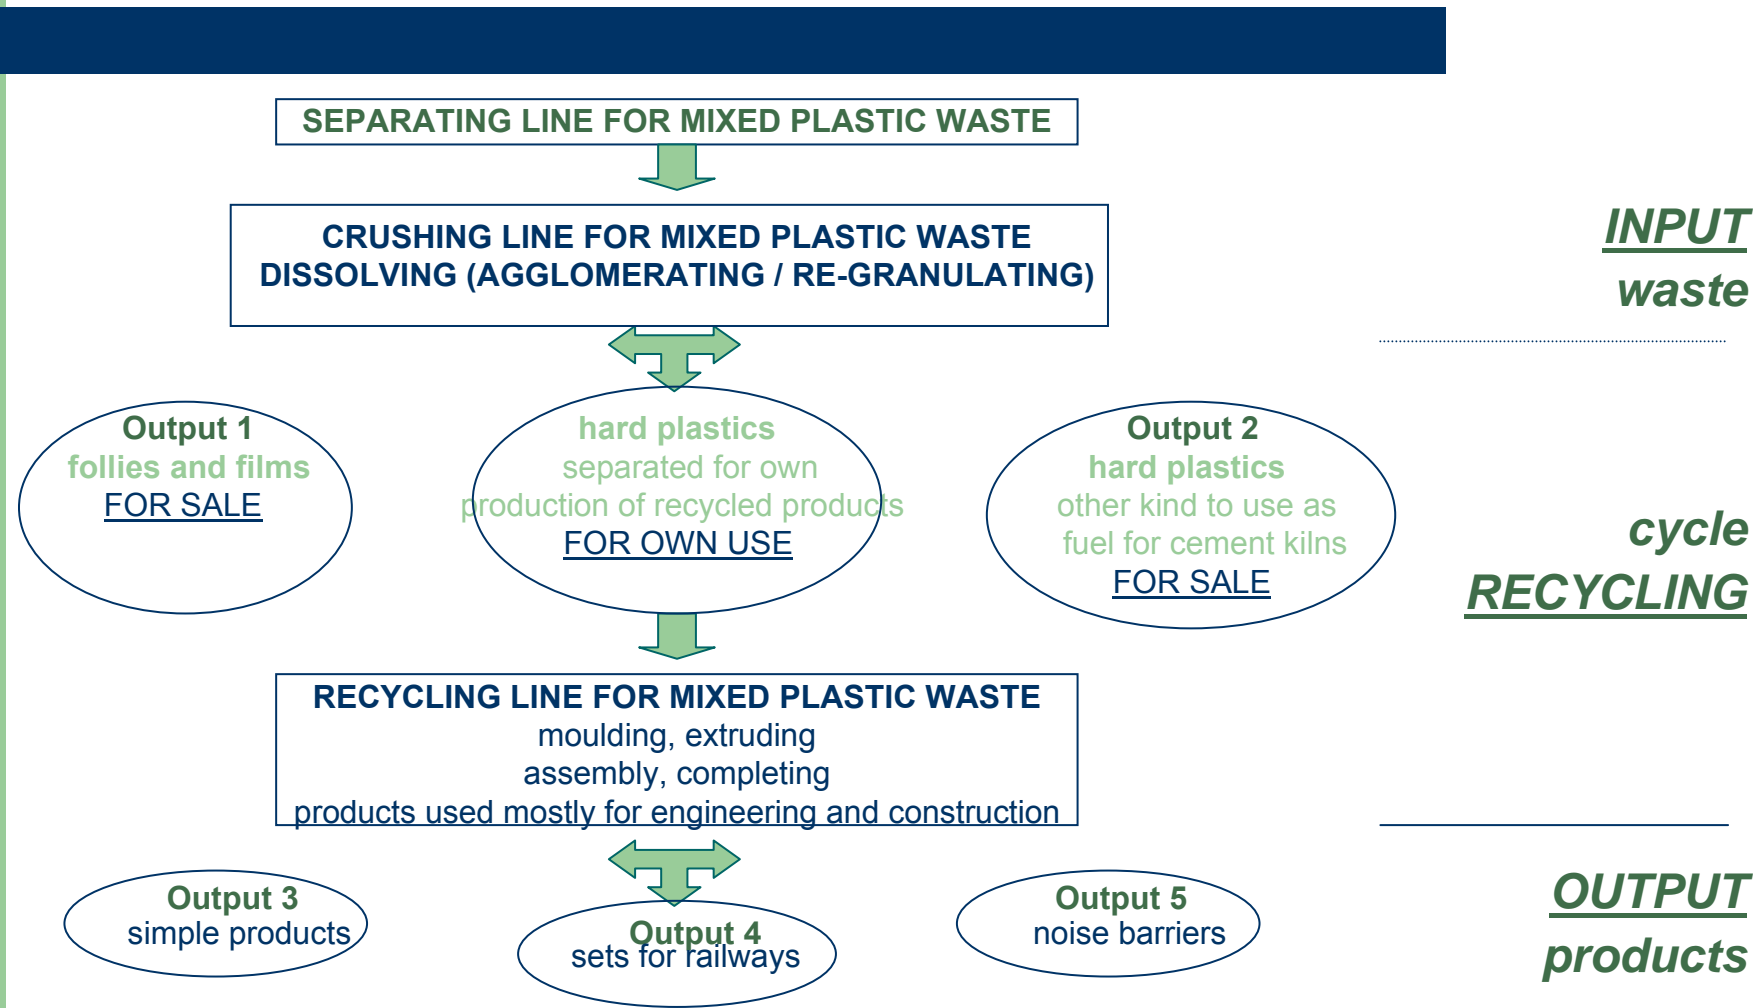 SEPARATING LINE FOR MIXED PLASTIC WASTE
CRUSHING LINE FOR MIXED PLASTIC WASTE
DISSOLVING (AGGLOMERATING / RE-GRANULATING)
INPUT
waste
Output 1
follies and films
FOR SALE
hard plastics
separated for own
production of recycled products
FOR OWN USE
Output 2
hard plastics
other kind to use as
fuel for cement kilns
FOR SALE
cycle
RECYCLING
RECYCLING LINE FOR MIXED PLASTIC WASTE
moulding, extruding
assembly, completing
products used mostly for engineering and construction
Output 3
simple products
Output 4
sets for railways
Output 5
noise barriers
OUTPUT
products